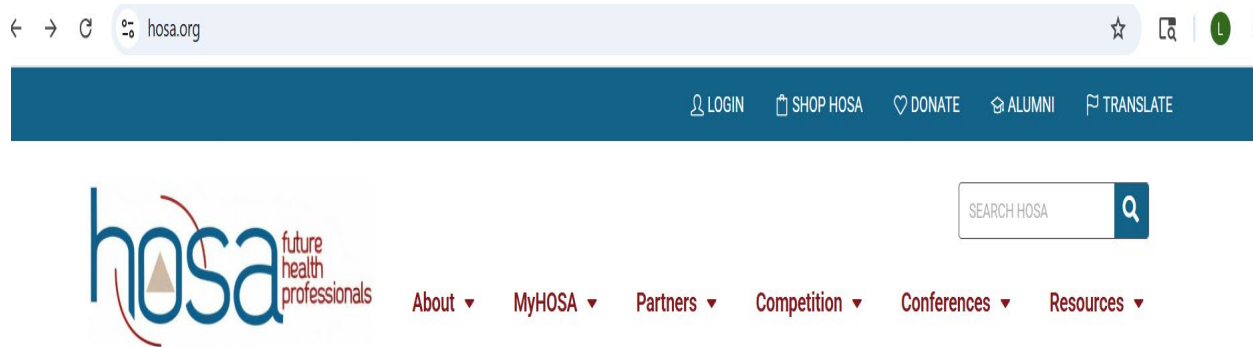 hosa.org
L
LOGIN SHOP HOSA DONATE ALUMNI TRANSLATE
SEARCH HOSA
hosa future
health
professionals
About MyHOSA Partners Competition Conferences Resources